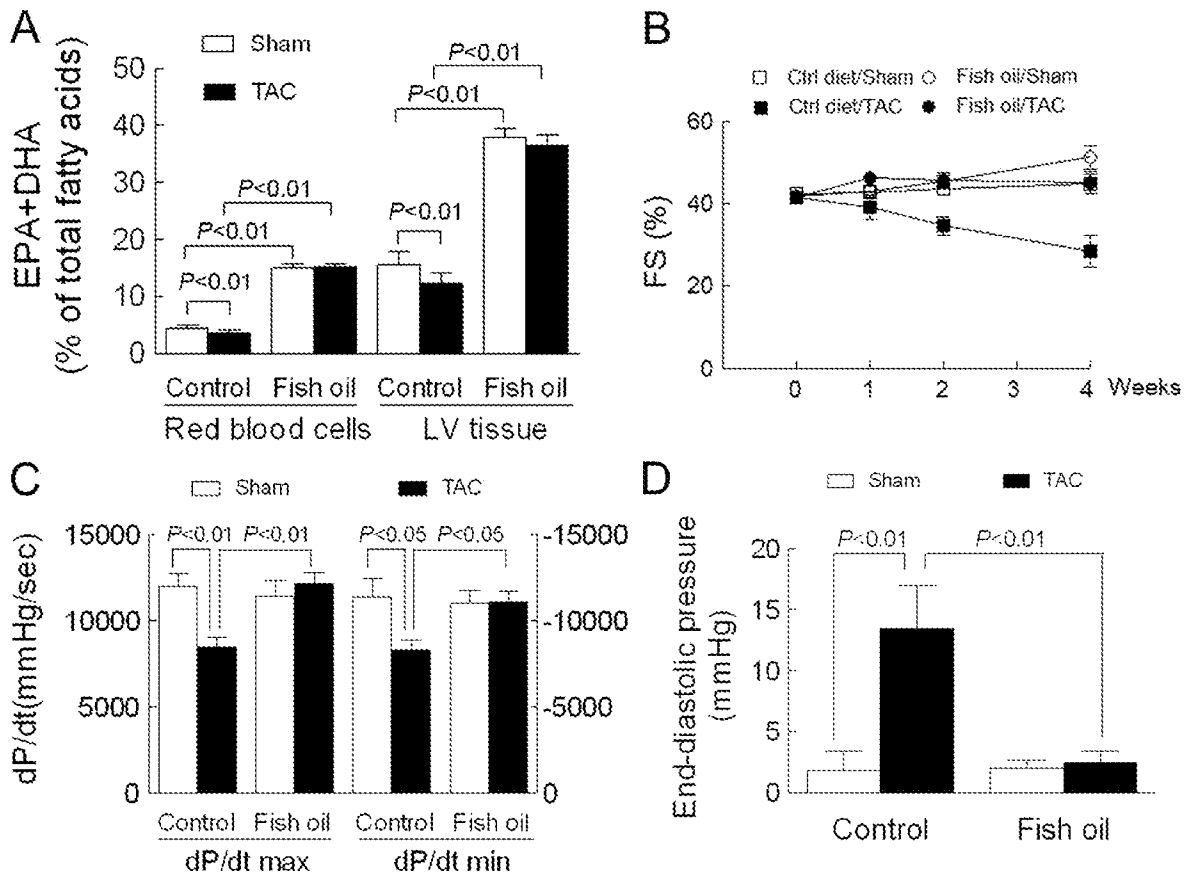 A
Sham
TAC
EPA+DHA
(% of total fatty acids)
50
40
30
20
10
0
P<0.01
P<0.01
P<0.01
P<0.01
P<0.01
P<0.01
Control Fish oil Control Fish oil
Red blood cells LV tissue
B
Ctrl diet/Sham Fish oil/Sham
Ctrl diet/TAC Fish oil/TAC
FS (%)
60
40
20
0
0 1 2 3 4 Weeks
C
Sham TAC
dP/dt(mmHg/sec)
15000
10000
5000
0
P<0.01 P<0.01 P<0.05 P<0.05
-15000
-10000
-5000
0
Control Fish oil Control Fish oil
dP/dt max dP/dt min
D
Sham TAC
End-diastolic pressure
(mmHg)
20
15
10
5
0
P<0.01 P<0.01
Control Fish oil